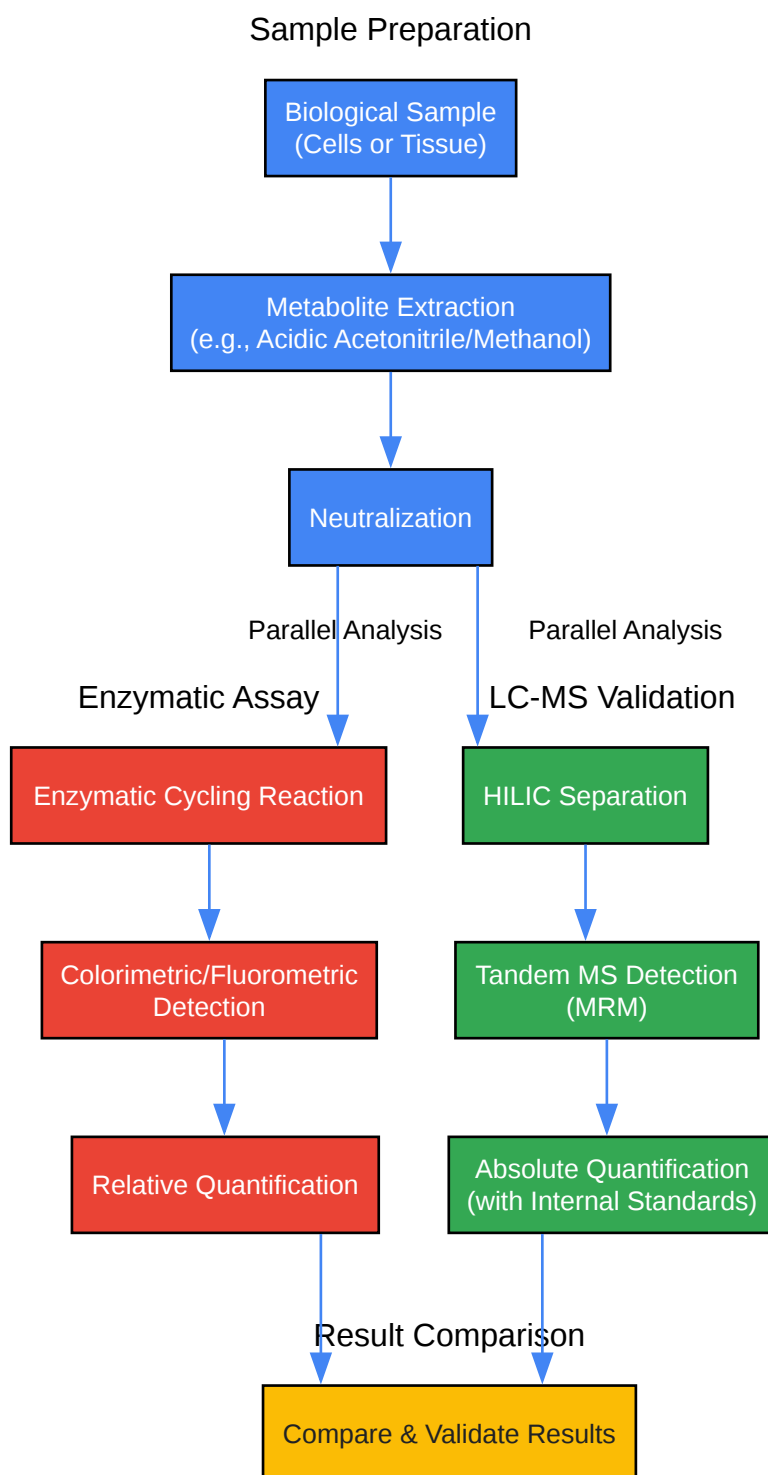 Sample Preparation
Biological Sample
(Cells or Tissue)
Metabolite Extraction
(e.g., Acidic Acetonitrile/Methanol)
Neutralization
Parallel Analysis
Parallel Analysis
Enzymatic Assay
LC-MS Validation
Enzymatic Cycling Reaction
HILIC Separation
Colorimetric/Fluorometric
Detection
Tandem MS Detection
(MRM)
Relative Quantification
Absolute Quantification
(with Internal Standards)
Result Comparison
Compare & Validate Results